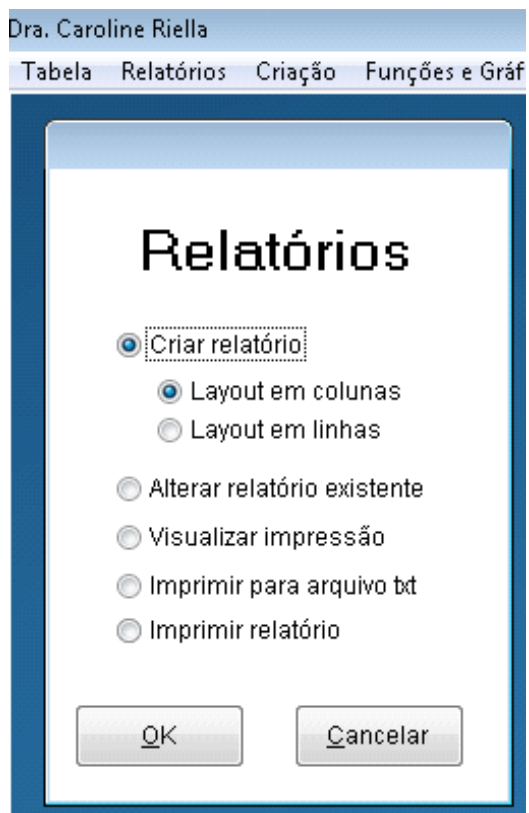 Dra. Caroline Riella
Tabela Relatórios Criação Funções e Gráf
Relatórios
Criar relatório
Layout em colunas
Layout em linhas
Alterar relatório existente
Visualizar impressão
Imprimir para arquivo txt
Imprimir relatório
OK Cancelar